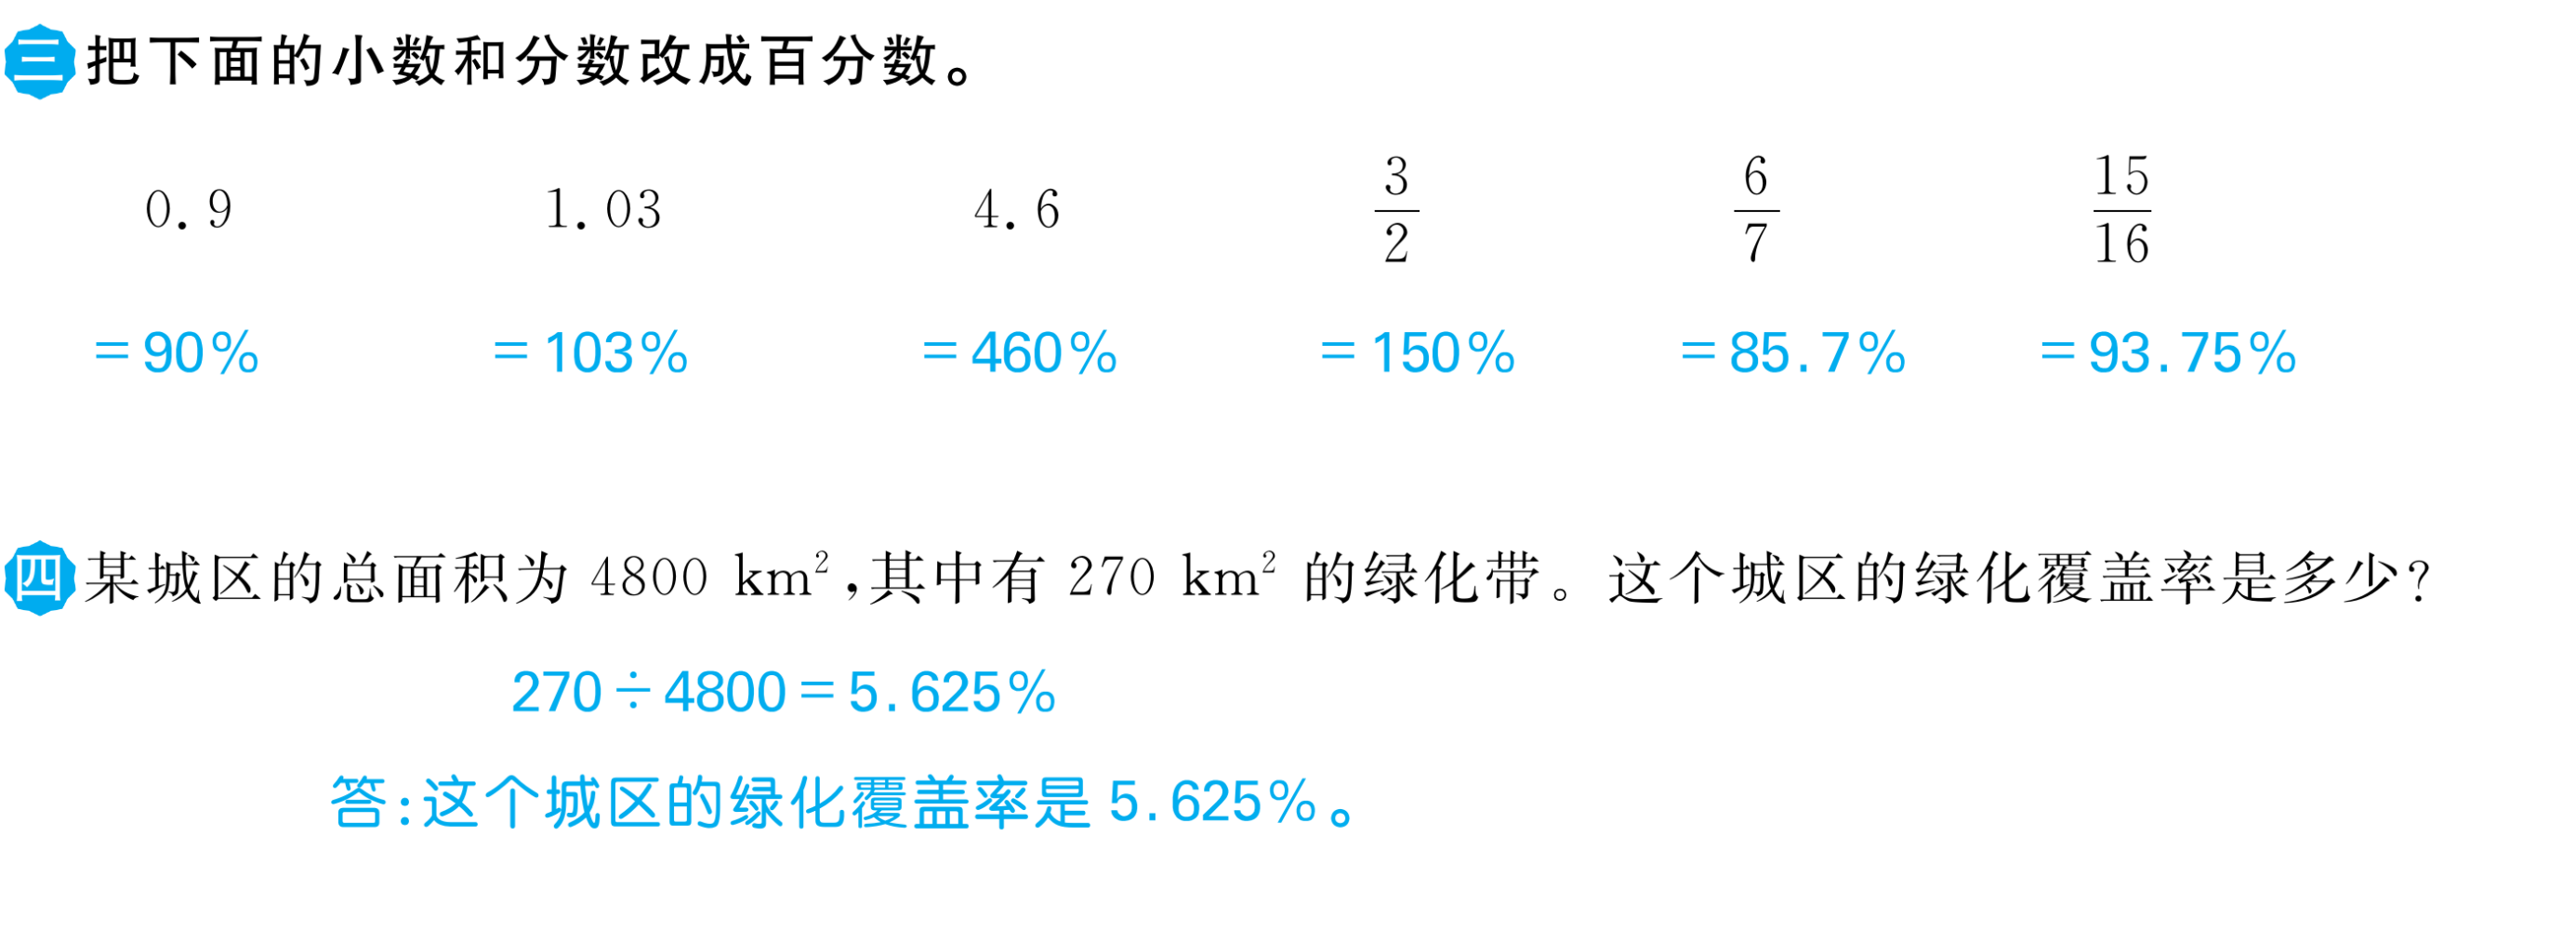 三 把下面的小数和分数改成百分数。
0.9 1.03 4.6 3/2 6/7 15/16
=90% =103% =460% =150% =85.7% =93.75%
四 某城区的总面积为 4800 km²,其中有 270 km² 的绿化带。这个城区的绿化覆盖率是多少?
270÷4800=5.625%
答:这个城区的绿化覆盖率是 5.625%。